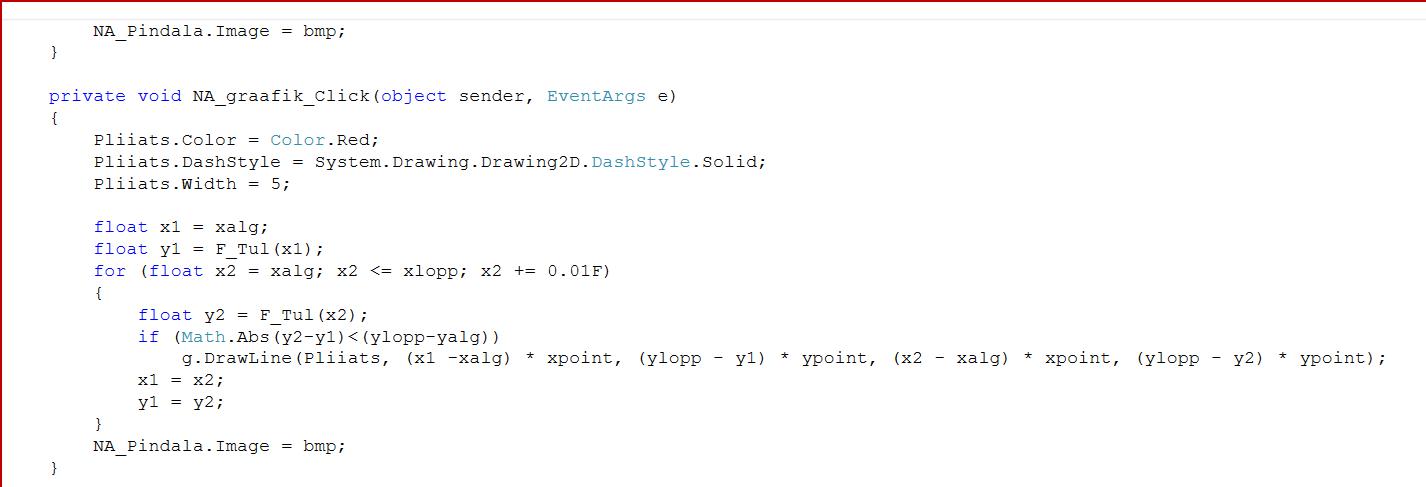 NA_Pindala.Image = bmp;
}
private void NA_graafik_Click(object sender, EventArgs e)
{
Pliiats.Color = Color.Red;
Pliiats.DashStyle = System.Drawing.Drawing2D.DashStyle.Solid;
Pliiats.Width = 5;
float x1 = xalg;
float y1 = F_Tul(x1);
for (float x2 = xalg; x2 <= xlopp; x2 += 0.01F)
{
float y2 = F_Tul(x2);
if (Math.Abs(y2-y1)<(ylopp-yalg))
g.DrawLine(Pliiats, (x1 -xalg) * xpoint, (ylopp - y1) * ypoint, (x2 - xalg) * xpoint, (ylopp - y2) * ypoint);
x1 = x2;
y1 = y2;
}
NA_Pindala.Image = bmp;
}